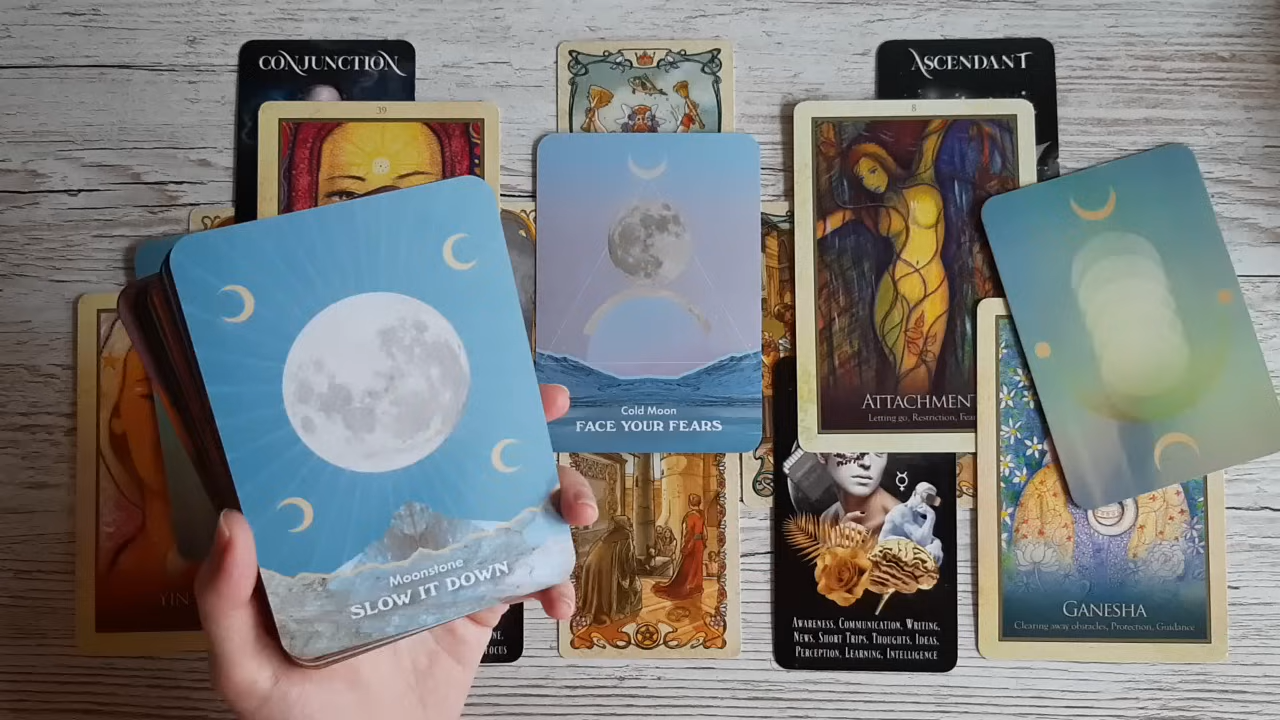 CONJUNCTION
ASCENDANT
39
8
ATTACHMENT
Letting go, Restriction, Fear
Cold Moon
FACE YOUR FEARS
Moonstone
SLOW IT DOWN
YIN
GANESHA
Clearing away obstacles, Protection, Guidance
AWARENESS, COMMUNICATION, WRITING,
NEWS, SHORT TRIPS, THOUGHTS, IDEAS,
PERCEPTION, LEARNING, INTELLIGENCE